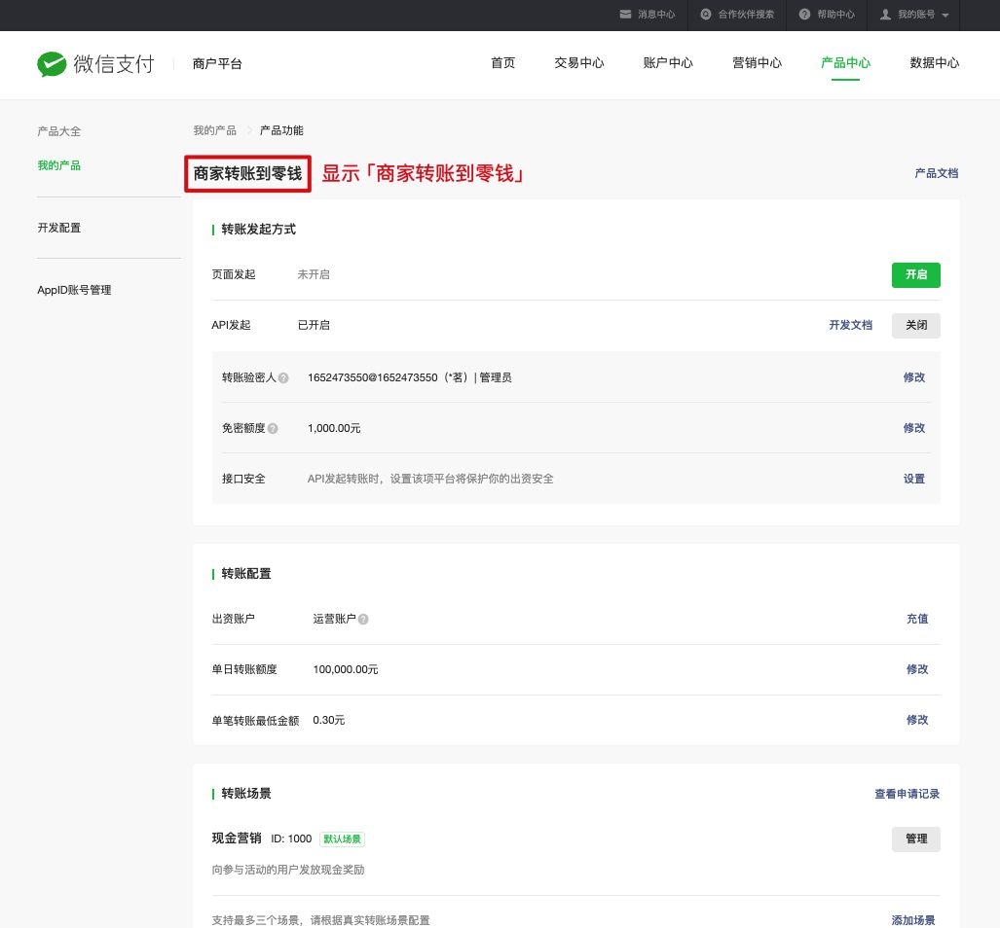 消息中心 合作伙伴搜索 帮助中心 我的账号
微信支付 商户平台 首页 交易中心 账户中心 营销中心 产品中心 数据中心
产品大全
我的产品
开发配置
AppID账号管理
我的产品 产品功能
商家转账到零钱 显示「商家转账到零钱」 产品文档
转账发起方式
页面发起 未开启 开启
API发起 已开启 开发文档 关闭
转账验密人 1652473550@1652473550（*茗）| 管理员 修改
免密额度 1,000.00元 修改
接口安全 API发起转账时，设置该项平台将保护你的出资安全 设置
转账配置
出资账户 运营账户 充值
单日转账额度 100,000.00元 修改
单笔转账最低金额 0.30元 修改
转账场景 查看申请记录
现金营销 ID: 1000 默认场景 管理
向参与活动的用户发放现金奖励
支持最多三个场景，请根据真实转账场景配置 添加场景